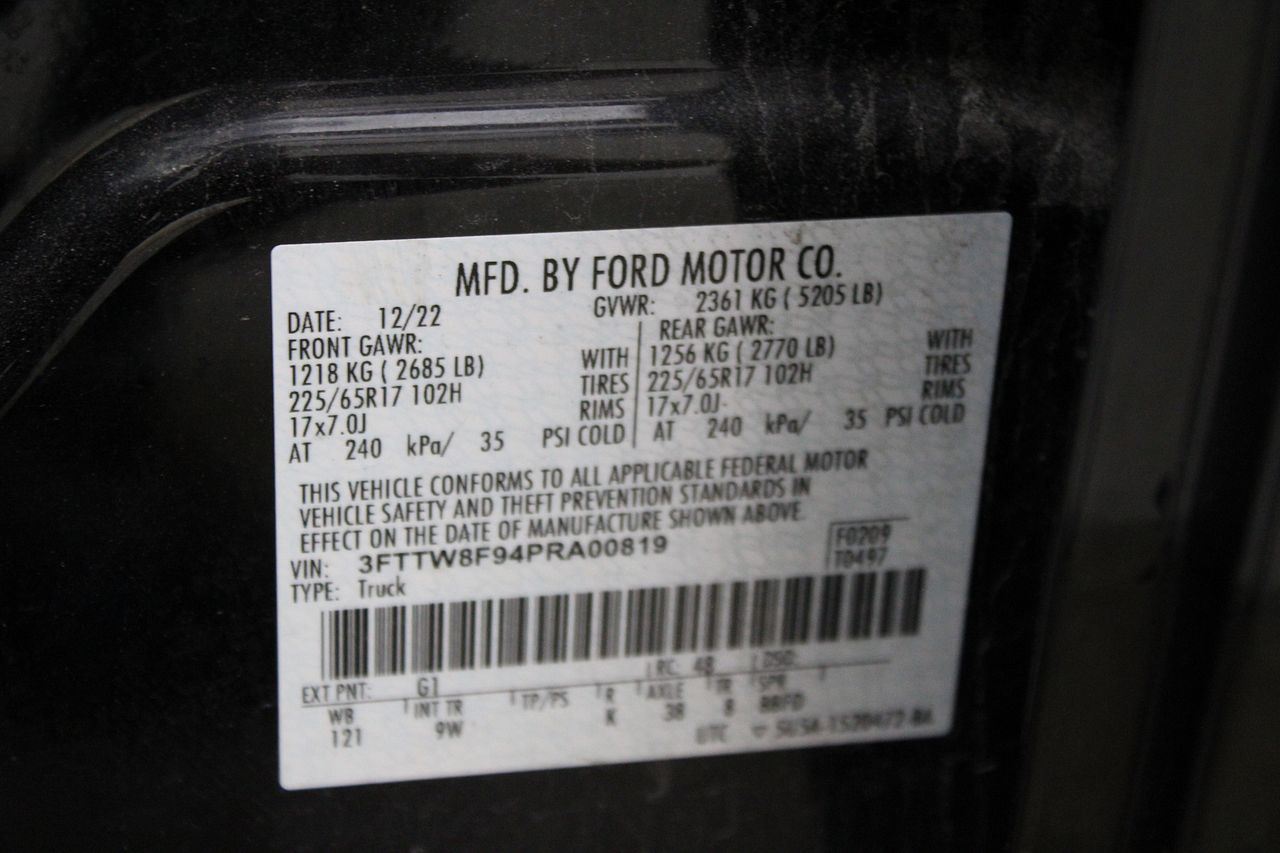 MFD. BY FORD MOTOR CO.
DATE: 12/22 GVWR: 2361 KG ( 5205 LB)
FRONT GAWR: REAR GAWR:
1218 KG ( 2685 LB) WITH 1256 KG ( 2770 LB) WITH
225/65R17 102H TIRES 225/65R17 102H TIRES
17x7.0J RIMS 17x7.0J RIMS
AT 240 kPa/ 35 PSI COLD AT 240 kPa/ 35 PSI COLD
THIS VEHICLE CONFORMS TO ALL APPLICABLE FEDERAL MOTOR
VEHICLE SAFETY AND THEFT PREVENTION STANDARDS IN
EFFECT ON THE DATE OF MANUFACTURE SHOWN ABOVE.
VIN: 3FTTW8F94PRA00819 F0209
TYPE: Truck T0497
EXT PNT: G1 RC: 48 DSO:
WB INT TR TP/PS R AXLE TR SPR
121 9W K 38 8 BBFD
UTC